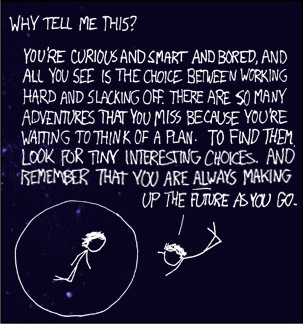 WHY TELL ME THIS?
YOU'RE CURIOUS AND SMART AND BORED, AND
ALL YOU SEE IS THE CHOICE BETWEEN WORKING
HARD AND SLACKING OFF. THERE ARE SO MANY
ADVENTURES THAT YOU MISS BECAUSE YOU'RE
WAITING TO THINK OF A PLAN. TO FIND THEM,
LOOK FOR TINY INTERESTING CHOICES. AND
REMEMBER THAT YOU ARE ALWAYS MAKING
UP THE FUTURE AS YOU GO.